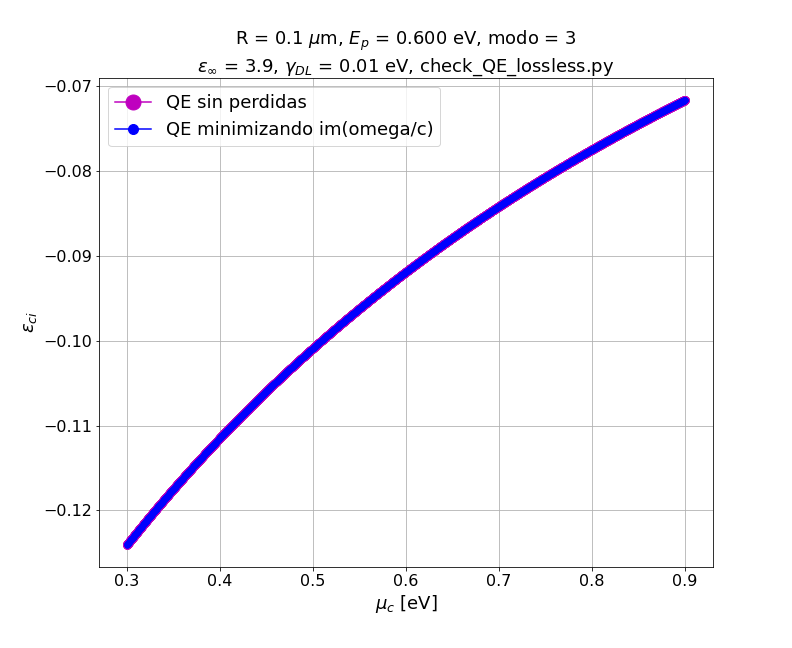 R = 0.1 μm, E_p = 0.600 eV, modo = 3
ε_∞ = 3.9, γ_DL = 0.01 eV, check_QE_lossless.py
QE sin perdidas
QE minimizando im(omega/c)
−0.07
−0.08
−0.09
−0.10
−0.11
−0.12
ε_ci
0.3 0.4 0.5 0.6 0.7 0.8 0.9
μ_c [eV]